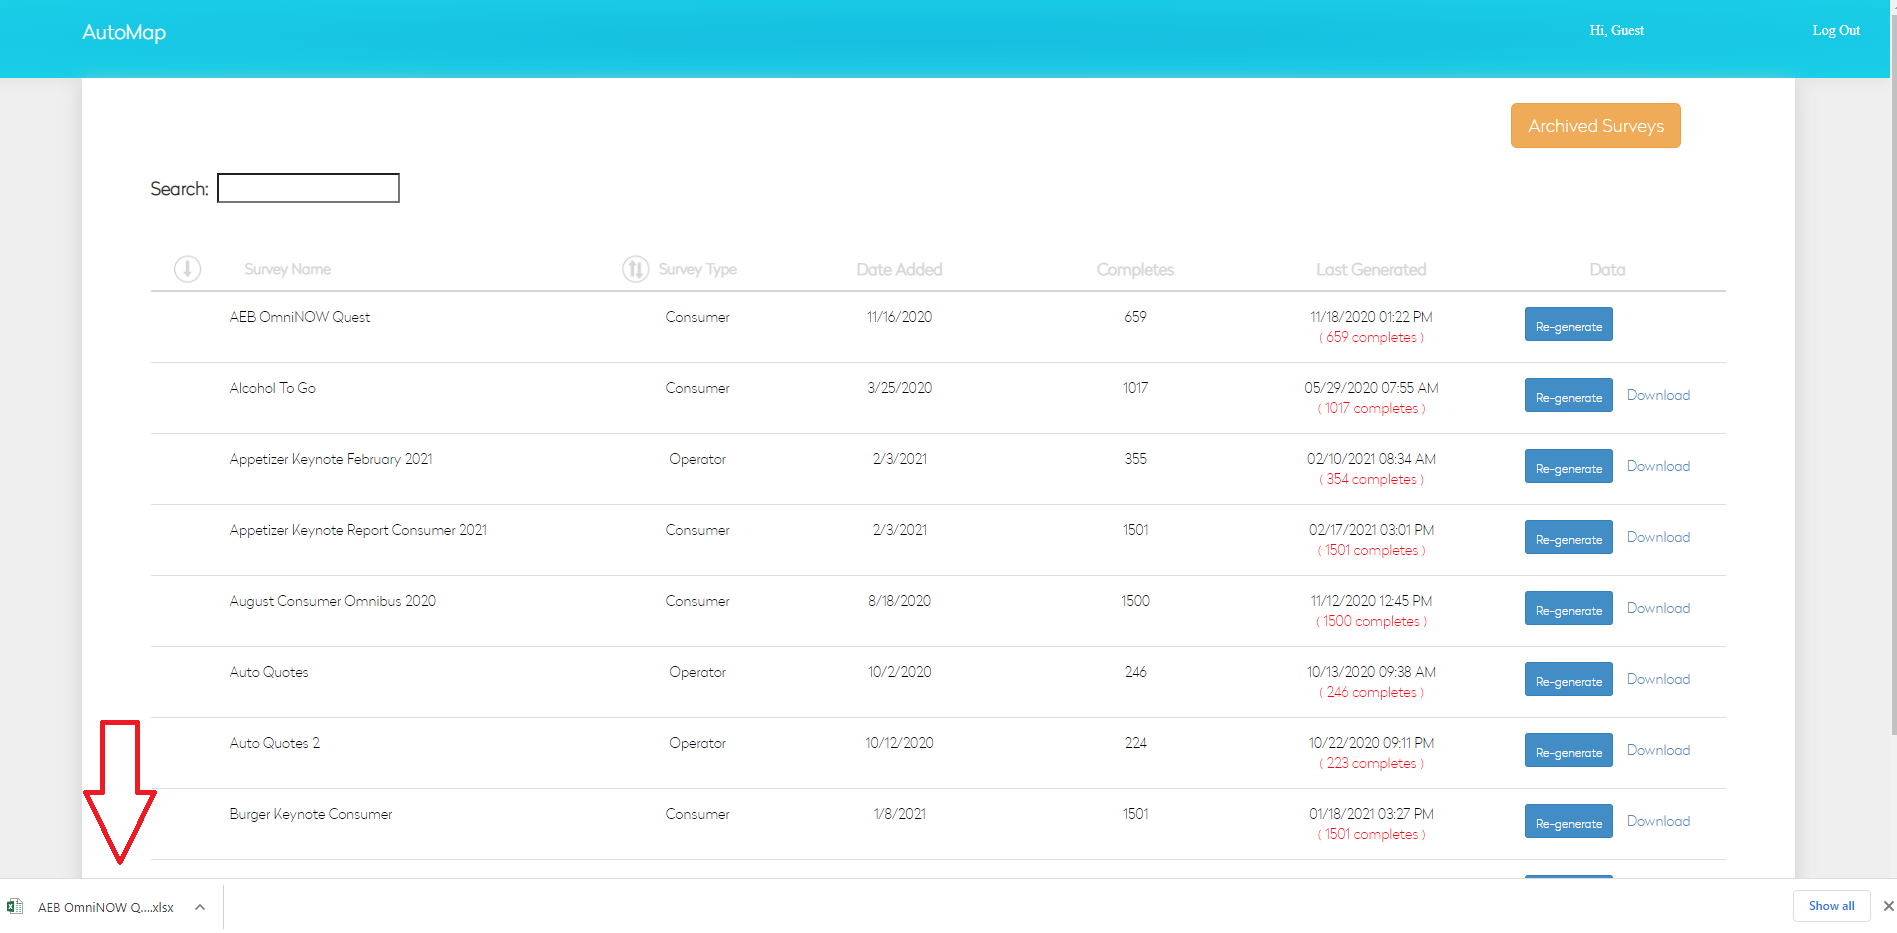 AutoMap
Hi, Guest
Log Out
Archived Surveys
Search:
Survey Name Survey Type Date Added Completes Last Generated Data
AEB OmniNOW Quest Consumer 11/16/2020 659 11/18/2020 01:22 PM Re-generate
( 659 completes )
Alcohol To Go Consumer 3/25/2020 1017 05/29/2020 07:55 AM Re-generate Download
( 1017 completes )
Appetizer Keynote February 2021 Operator 2/3/2021 355 02/10/2021 08:34 AM Re-generate Download
( 354 completes )
Appetizer Keynote Report Consumer 2021 Consumer 2/3/2021 1501 02/17/2021 03:01 PM Re-generate Download
( 1501 completes )
August Consumer Omnibus 2020 Consumer 8/18/2020 1500 11/12/2020 12:45 PM Re-generate Download
( 1500 completes )
Auto Quotes Operator 10/2/2020 246 10/13/2020 09:38 AM Re-generate Download
( 246 completes )
Auto Quotes 2 Operator 10/12/2020 224 10/22/2020 09:11 PM Re-generate Download
( 223 completes )
Burger Keynote Consumer Consumer 1/8/2021 1501 01/18/2021 03:27 PM Re-generate Download
( 1501 completes )
AEB OmniNOW Q....xlsx
Show all